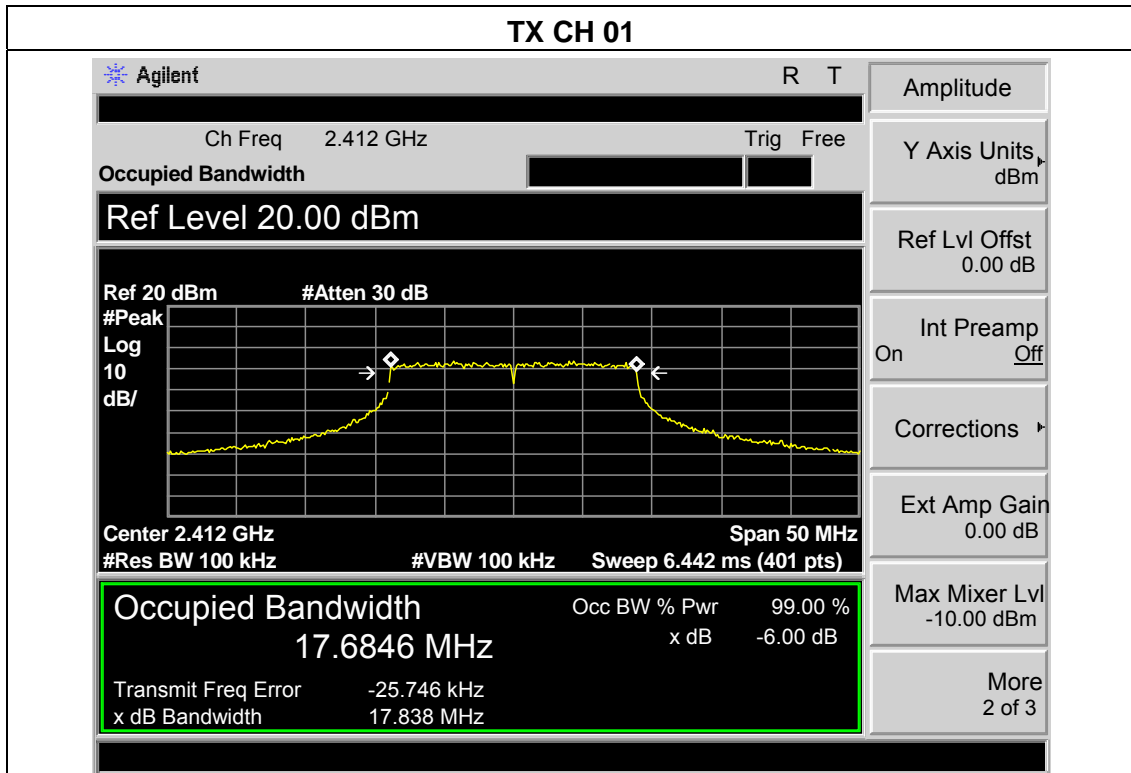 TX CH 01
Agilent R T
Ch Freq 2.412 GHz Trig Free
Occupied Bandwidth
Ref Level 20.00 dBm
Ref 20 dBm #Atten 30 dB
#Peak
Log
10
dB/
Center 2.412 GHz Span 50 MHz
#Res BW 100 kHz #VBW 100 kHz Sweep 6.442 ms (401 pts)
Occupied Bandwidth Occ BW % Pwr 99.00 %
17.6846 MHz x dB -6.00 dB
Transmit Freq Error -25.746 kHz
x dB Bandwidth 17.838 MHz
Amplitude
Y Axis Units
dBm
Ref Lvl Offst
0.00 dB
Int Preamp
On Off
Corrections
Ext Amp Gain
0.00 dB
Max Mixer Lvl
-10.00 dBm
More
2 of 3